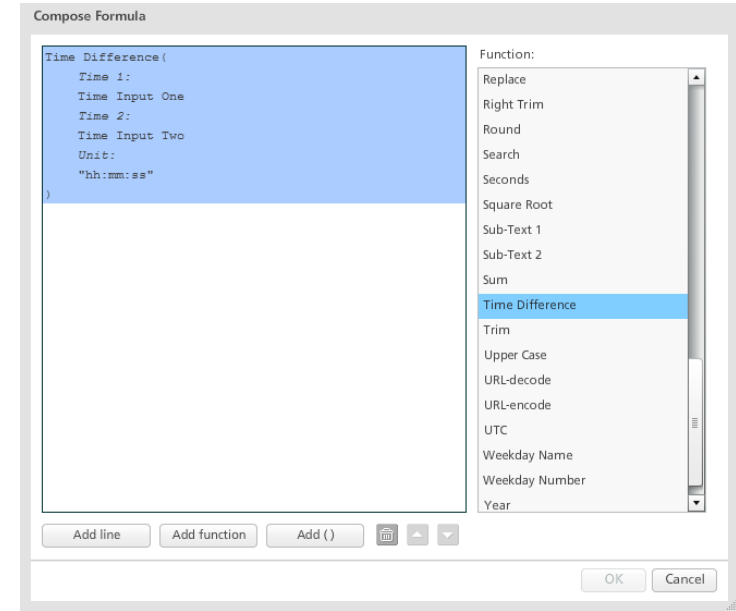 Compose Formula
Time Difference(
Time 1:
Time Input One
Time 2:
Time Input Two
Unit:
"hh:mm:ss"
)
Function:
Replace
Right Trim
Round
Search
Seconds
Square Root
Sub-Text 1
Sub-Text 2
Sum
Time Difference
Trim
Upper Case
URL-decode
URL-encode
UTC
Weekday Name
Weekday Number
Year
Add line
Add function
Add ()
OK
Cancel